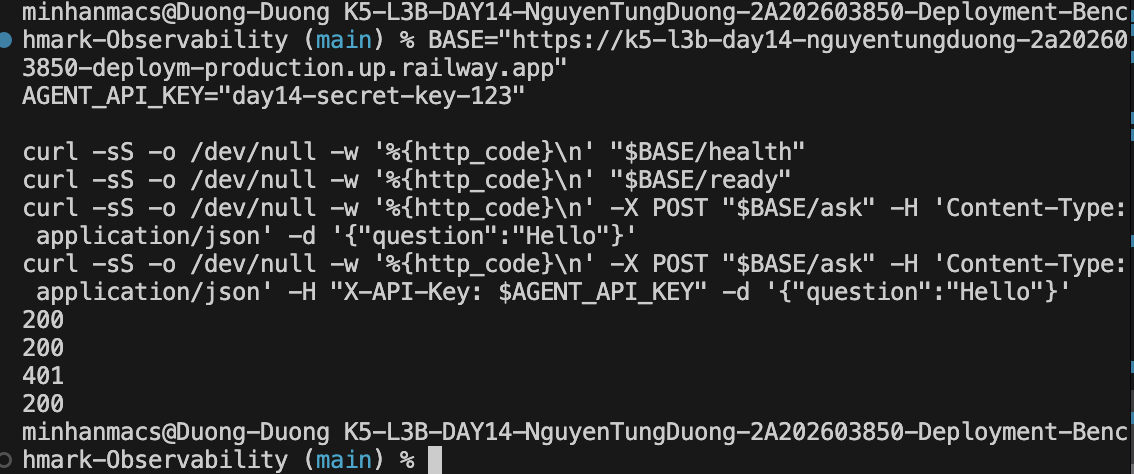 minhanmacs@Duong-Duong K5-L3B-DAY14-NguyenTungDuong-2A202603850-Deployment-Benc
hmark-Observability (main) % BASE="https://k5-l3b-day14-nguyentungduong-2a20260
3850-deploym-production.up.railway.app"
AGENT_API_KEY="day14-secret-key-123"

curl -sS -o /dev/null -w '%{http_code}\n' "$BASE/health"
curl -sS -o /dev/null -w '%{http_code}\n' "$BASE/ready"
curl -sS -o /dev/null -w '%{http_code}\n' -X POST "$BASE/ask" -H 'Content-Type:
 application/json' -d '{"question":"Hello"}'
curl -sS -o /dev/null -w '%{http_code}\n' -X POST "$BASE/ask" -H 'Content-Type:
 application/json' -H "X-API-Key: $AGENT_API_KEY" -d '{"question":"Hello"}'
200
200
401
200
minhanmacs@Duong-Duong K5-L3B-DAY14-NguyenTungDuong-2A202603850-Deployment-Benc
hmark-Observability (main) %